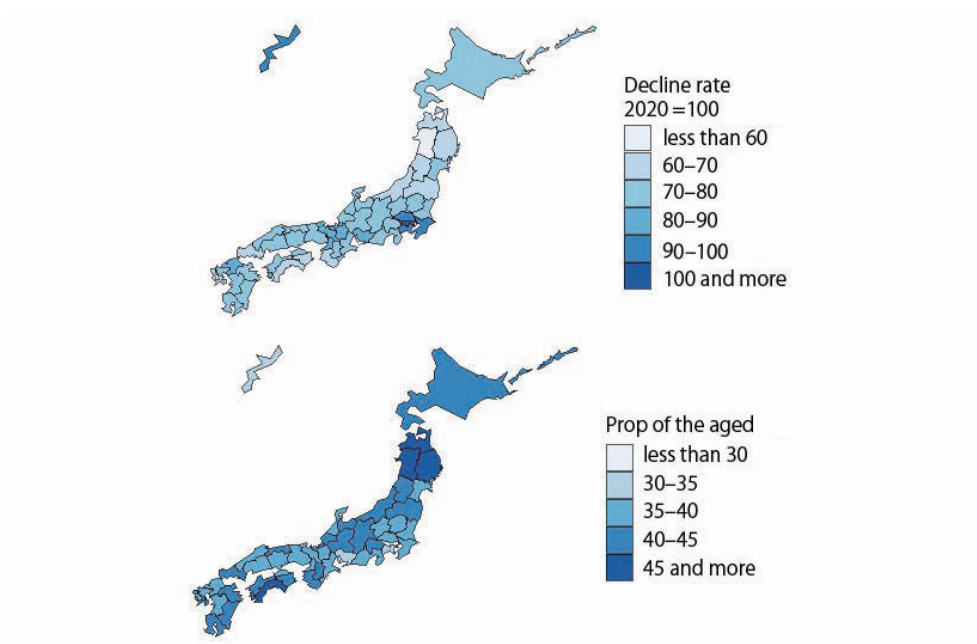 Decline rate
2020 =100
less than 60
60–70
70–80
80–90
90–100
100 and more
Prop of the aged
less than 30
30–35
35–40
40–45
45 and more